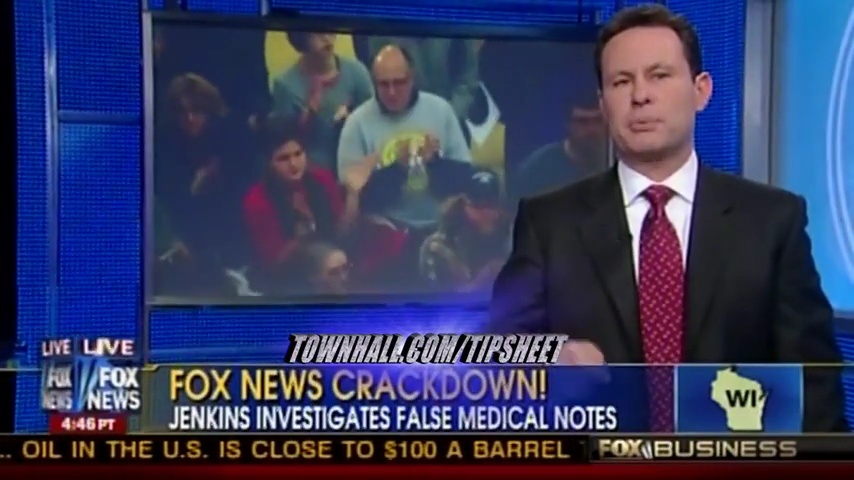 TOWNHALL.COM/TIPSHEET
LIVE LIVE
FOX NEWS FOX NEWS
4:46 PT
FOX NEWS CRACKDOWN!
JENKINS INVESTIGATES FALSE MEDICAL NOTES
WI
.. OIL IN THE U.S. IS CLOSE TO $100 A BARREL
FOX BUSINESS